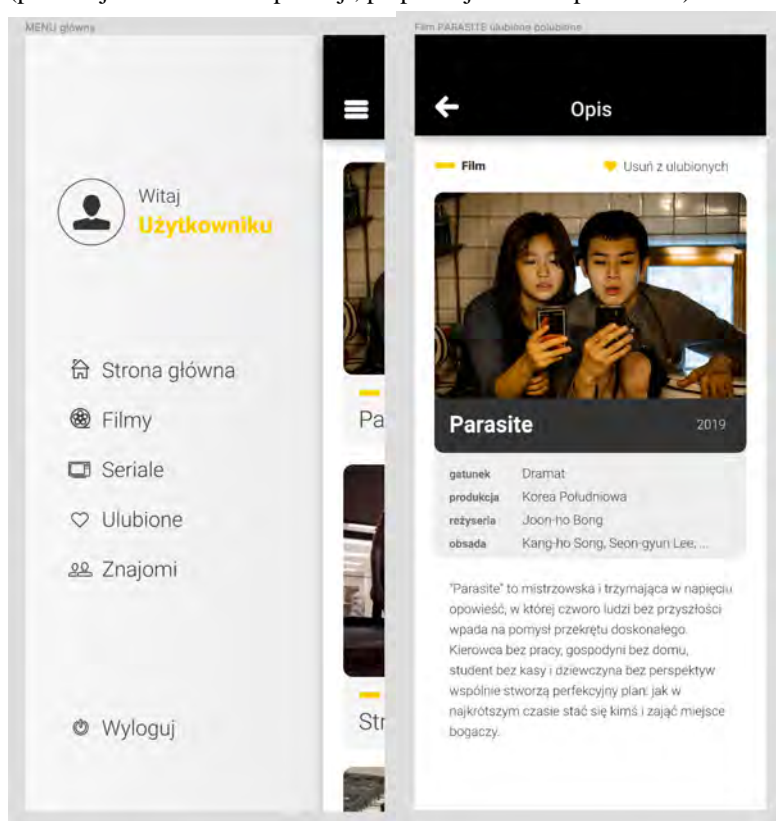 MENU główne
Witaj
Użytkowniku
Strona główna
Filmy
Seriale
Ulubione
Znajomi
Wyloguj
Pa
Str
Film PARASITE ulubione polubione
Opis
Film
Usuń z ulubionych
Parasite
2019
gatunek Dramat
produkcja Korea Południowa
reżyseria Joon-ho Bong
obsada Kang-ho Song, Seon-gyun Lee, ...
"Parasite" to mistrzowska i trzymająca w napięciu
opowieść, w której czworo ludzi bez przyszłości
wpada na pomysł przekrętu doskonałego.
Kierowca bez pracy, gospodyni bez domu,
student bez kasy i dziewczyna bez perspektyw
wspólnie stworzą perfekcyjny plan: jak w
najkrótszym czasie stać się kimś i zająć miejsce
bogaczy.